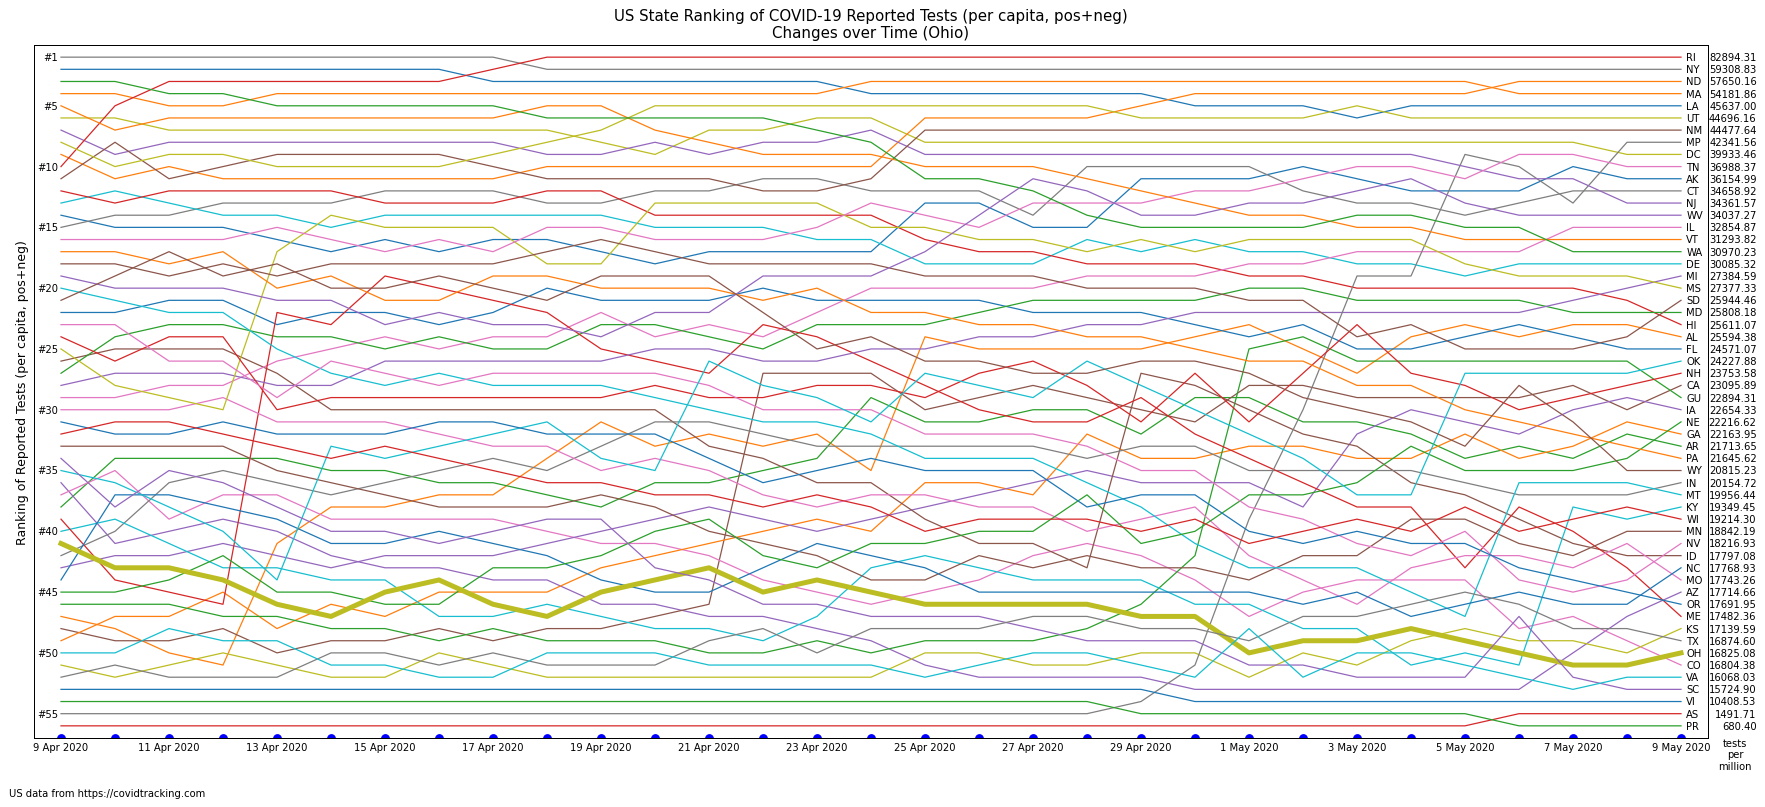 US State Ranking of COVID-19 Reported Tests (per capita, pos+neg)
Changes over Time (Ohio)
Ranking of Reported Tests (per capita, pos+neg)
#1
#5
#10
#15
#20
#25
#30
#35
#40
#45
#50
#55
RI 82894.31
NY 59308.83
ND 57650.16
MA 54181.86
LA 45637.00
UT 44696.16
NM 44477.64
MP 42341.56
DC 39933.46
TN 36988.37
AK 36154.99
CT 34658.92
NJ 34361.57
WV 34037.27
IL 32854.87
VT 31293.82
WA 30970.23
DE 30085.32
MI 27384.59
MS 27377.33
SD 25944.46
MD 25808.18
HI 25611.07
AL 25594.38
FL 24571.07
OK 24227.88
NH 23753.58
CA 23095.89
GU 22894.31
IA 22654.33
NE 22216.62
GA 22163.95
AR 21713.65
PA 21645.62
WY 20815.23
IN 20154.72
MT 19956.44
KY 19349.45
WI 19214.30
MN 18842.19
NV 18216.93
ID 17797.08
NC 17768.93
MO 17743.26
AZ 17714.66
OR 17691.95
ME 17482.36
KS 17139.59
TX 16874.60
OH 16825.08
CO 16804.38
VA 16068.03
SC 15724.90
VI 10408.53
AS 1491.71
PR 680.40
9 Apr 2020 11 Apr 2020 13 Apr 2020 15 Apr 2020 17 Apr 2020 19 Apr 2020 21 Apr 2020 23 Apr 2020 25 Apr 2020 27 Apr 2020 29 Apr 2020 1 May 2020 3 May 2020 5 May 2020 7 May 2020 9 May 2020
tests
per
million
US data from https://covidtracking.com